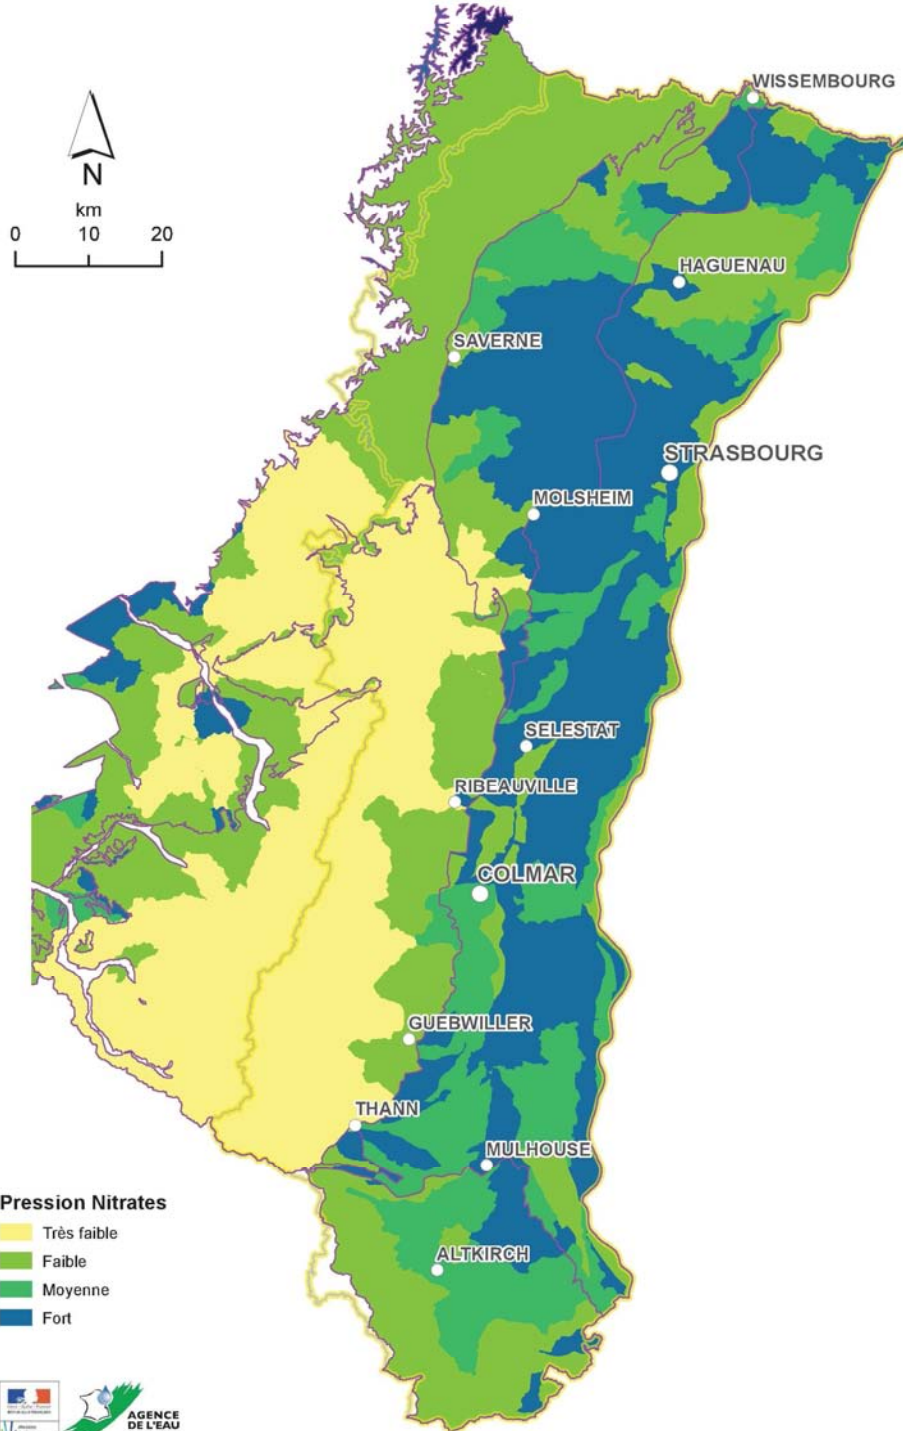 WISSEMBOURG
N
km
0 10 20
HAGUENAU
SAVERNE
STRASBOURG
MOLSHEIM
SELESTAT
RIBEAUVILLE
COLMAR
GUEBWILLER
THANN
MULHOUSE
Pression Nitrates
Très faible
Faible
Moyenne
Fort
ALTKIRCH
AGENCE
DE L'EAU